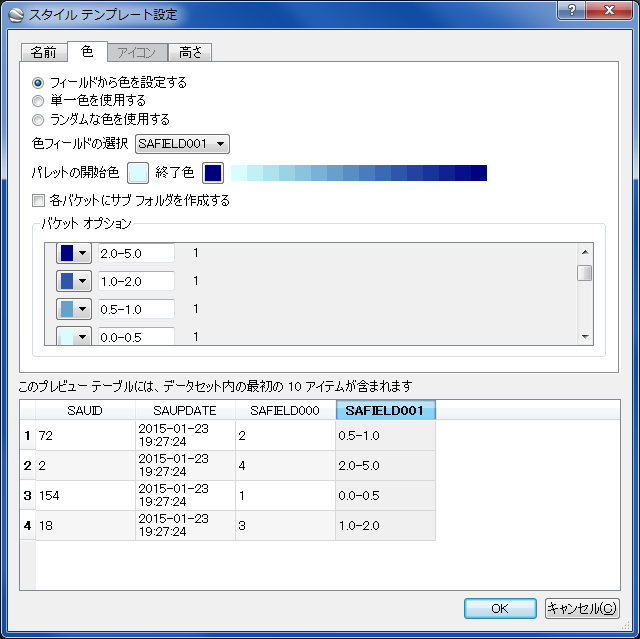 スタイル テンプレート設定
?
名前 色 アイコン 高さ
フィールドから色を設定する
単一色を使用する
ランダムな色を使用する
色フィールドの選択 SAFIELD001
パレットの開始色 終了色
各バケットにサブ フォルダを作成する
バケット オプション
2.0-5.0 1
1.0-2.0 1
0.5-1.0 1
0.0-0.5 1
このプレビュー テーブルには、データセット内の最初の 10 アイテムが含まれます
SAUID SAUPDATE SAFIELD000 SAFIELD001
1 72 2015-01-23 19:27:24 2 0.5-1.0
2 2 2015-01-23 19:27:24 4 2.0-5.0
3 154 2015-01-23 19:27:24 1 0.0-0.5
4 18 2015-01-23 19:27:24 3 1.0-2.0
OK キャンセル(C)